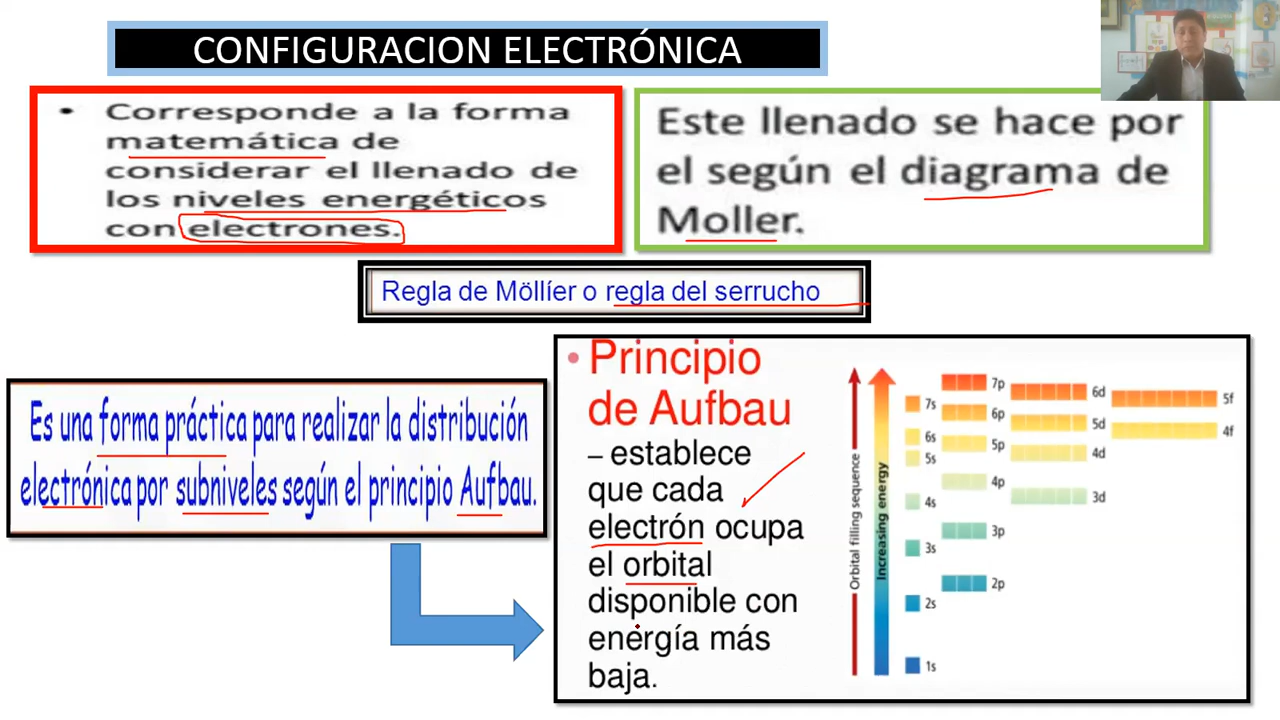 CONFIGURACION ELECTRÓNICA
• Corresponde a la forma
matemática de
considerar el llenado de
los niveles energéticos
con electrones.
Este llenado se hace por
el según el diagrama de
Moller.
Regla de Möllíer o regla del serrucho
Es una forma práctica para realizar la distribución
electrónica por subniveles según el principio Aufbau.
• Principio
de Aufbau
– establece
que cada
electrón ocupa
el orbital
disponible con
energía más
baja.
Orbital filling sequence
Increasing energy
7p
6d
5f
7s
6p
5d
4f
6s
5p
4d
5s
4p
3d
4s
3p
3s
2p
2s
1s